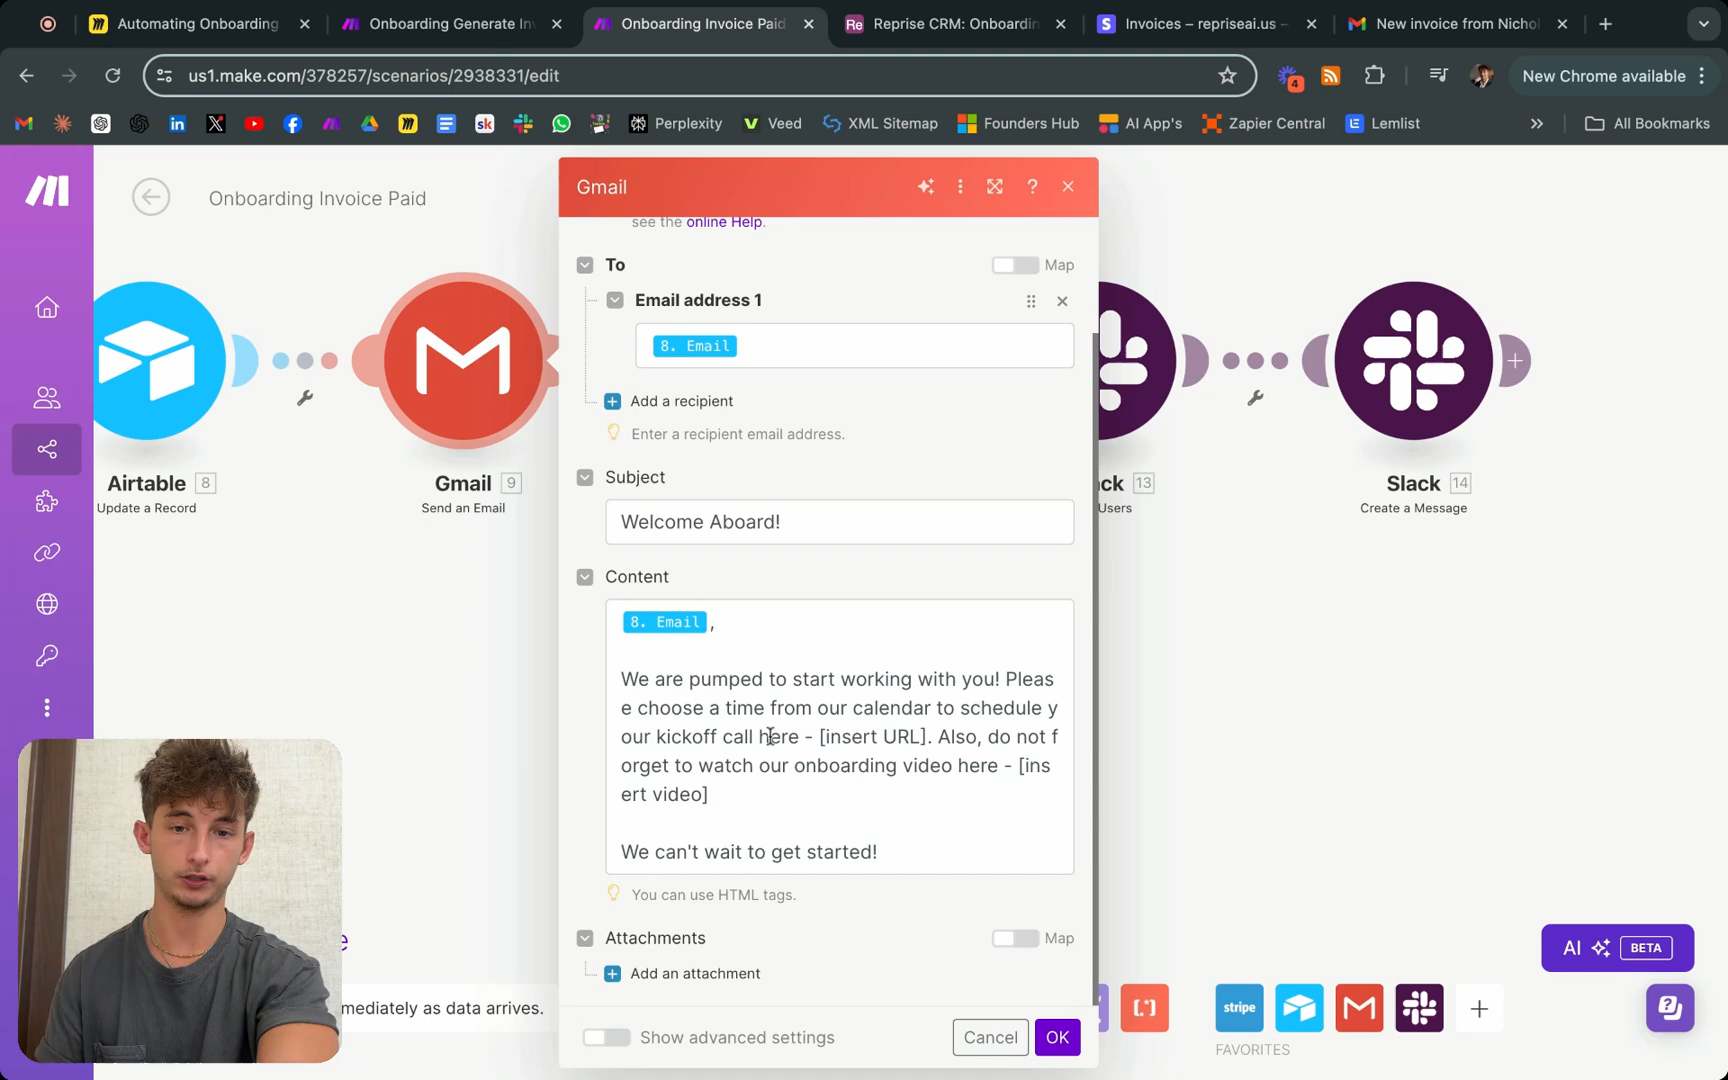 Automating Onboarding
Onboarding Generate In
Onboarding Invoice Paid
Reprise CRM: Onboardin
Invoices – repriseai.us -
New invoice from Nichol
us1.make.com/378257/scenarios/2938331/edit
4
New Chrome available
Perplexity
Veed
XML Sitemap
Founders Hub
AI App's
Zapier Central
Lemlist
All Bookmarks
Onboarding Invoice Paid
Gmail
see the online Help.
To
Map
Email address 1
8. Email
Add a recipient
Enter a recipient email address.
Subject
Welcome Aboard!
Content
8. Email ,
We are pumped to start working with you! Pleas
e choose a time from our calendar to schedule y
our kickoff call here - [insert URL]. Also, do not f
orget to watch our onboarding video here - [ins
ert video]
We can't wait to get started!
You can use HTML tags.
Attachments
Map
Add an attachment
Show advanced settings
Cancel
OK
Airtable 8
Update a Record
Gmail 9
Send an Email
ck 13
Users
Slack 14
Create a Message
mediately as data arrives.
stripe
FAVORITES
AI BETA